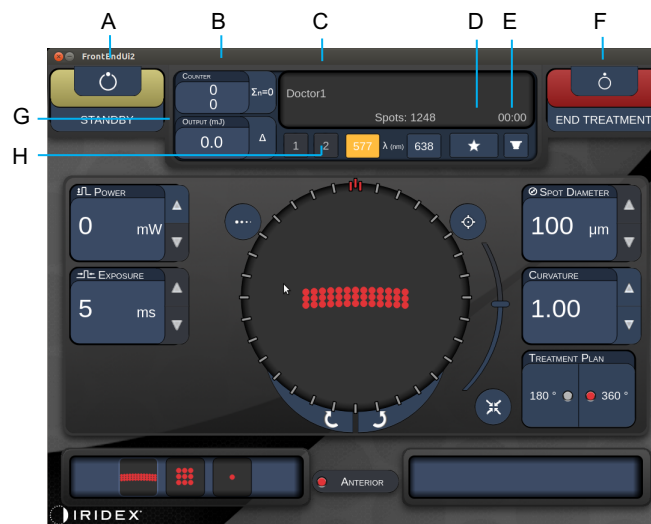 A B C D E F
G
H
FrontEndUi2
STANDBY
COUNTER
0
0
Σn=0
OUTPUT (mJ)
0.0 Δ
Doctor1
Spots: 1248 00:00
1 2 577 λ (nm) 638
END TREATMENT
POWER
0 mW
EXPOSURE
5 ms
SPOT DIAMETER
100 μm
CURVATURE
1.00
TREATMENT PLAN
180 ° 360 °
ANTERIOR
IRIDEX